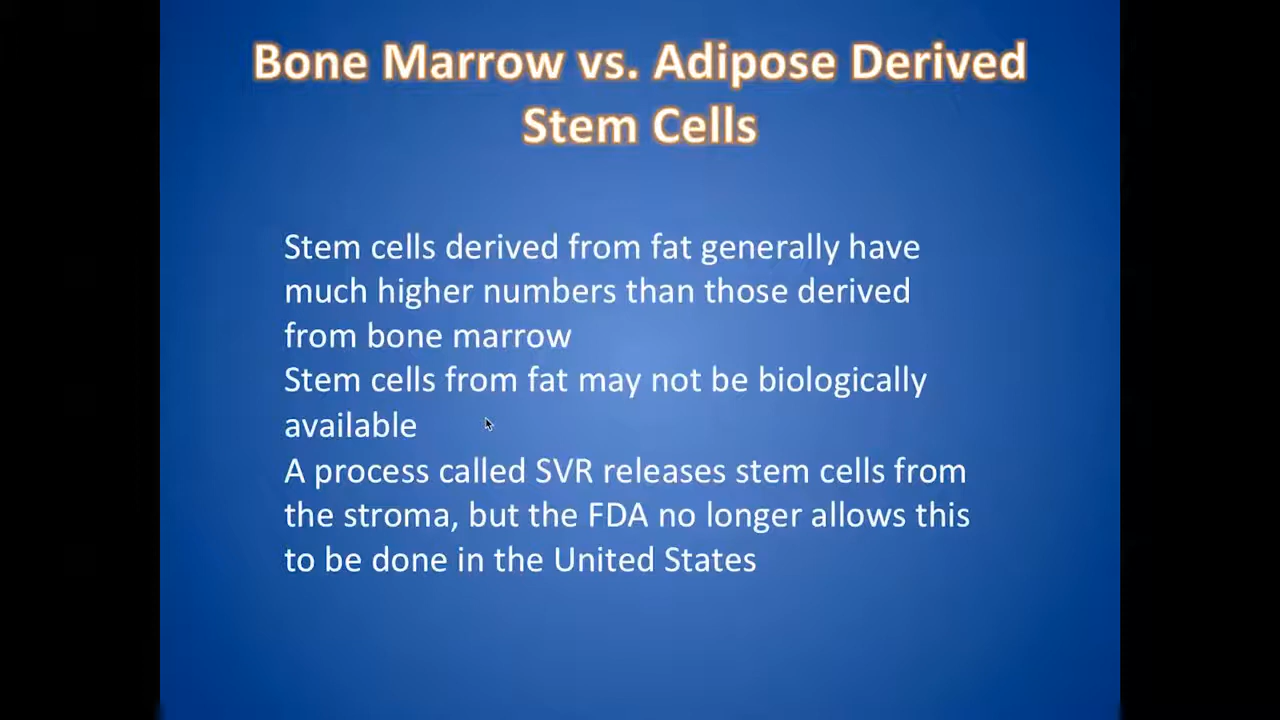 Bone Marrow vs. Adipose Derived
Stem Cells
Stem cells derived from fat generally have
much higher numbers than those derived
from bone marrow
Stem cells from fat may not be biologically
available
A process called SVR releases stem cells from
the stroma, but the FDA no longer allows this
to be done in the United States